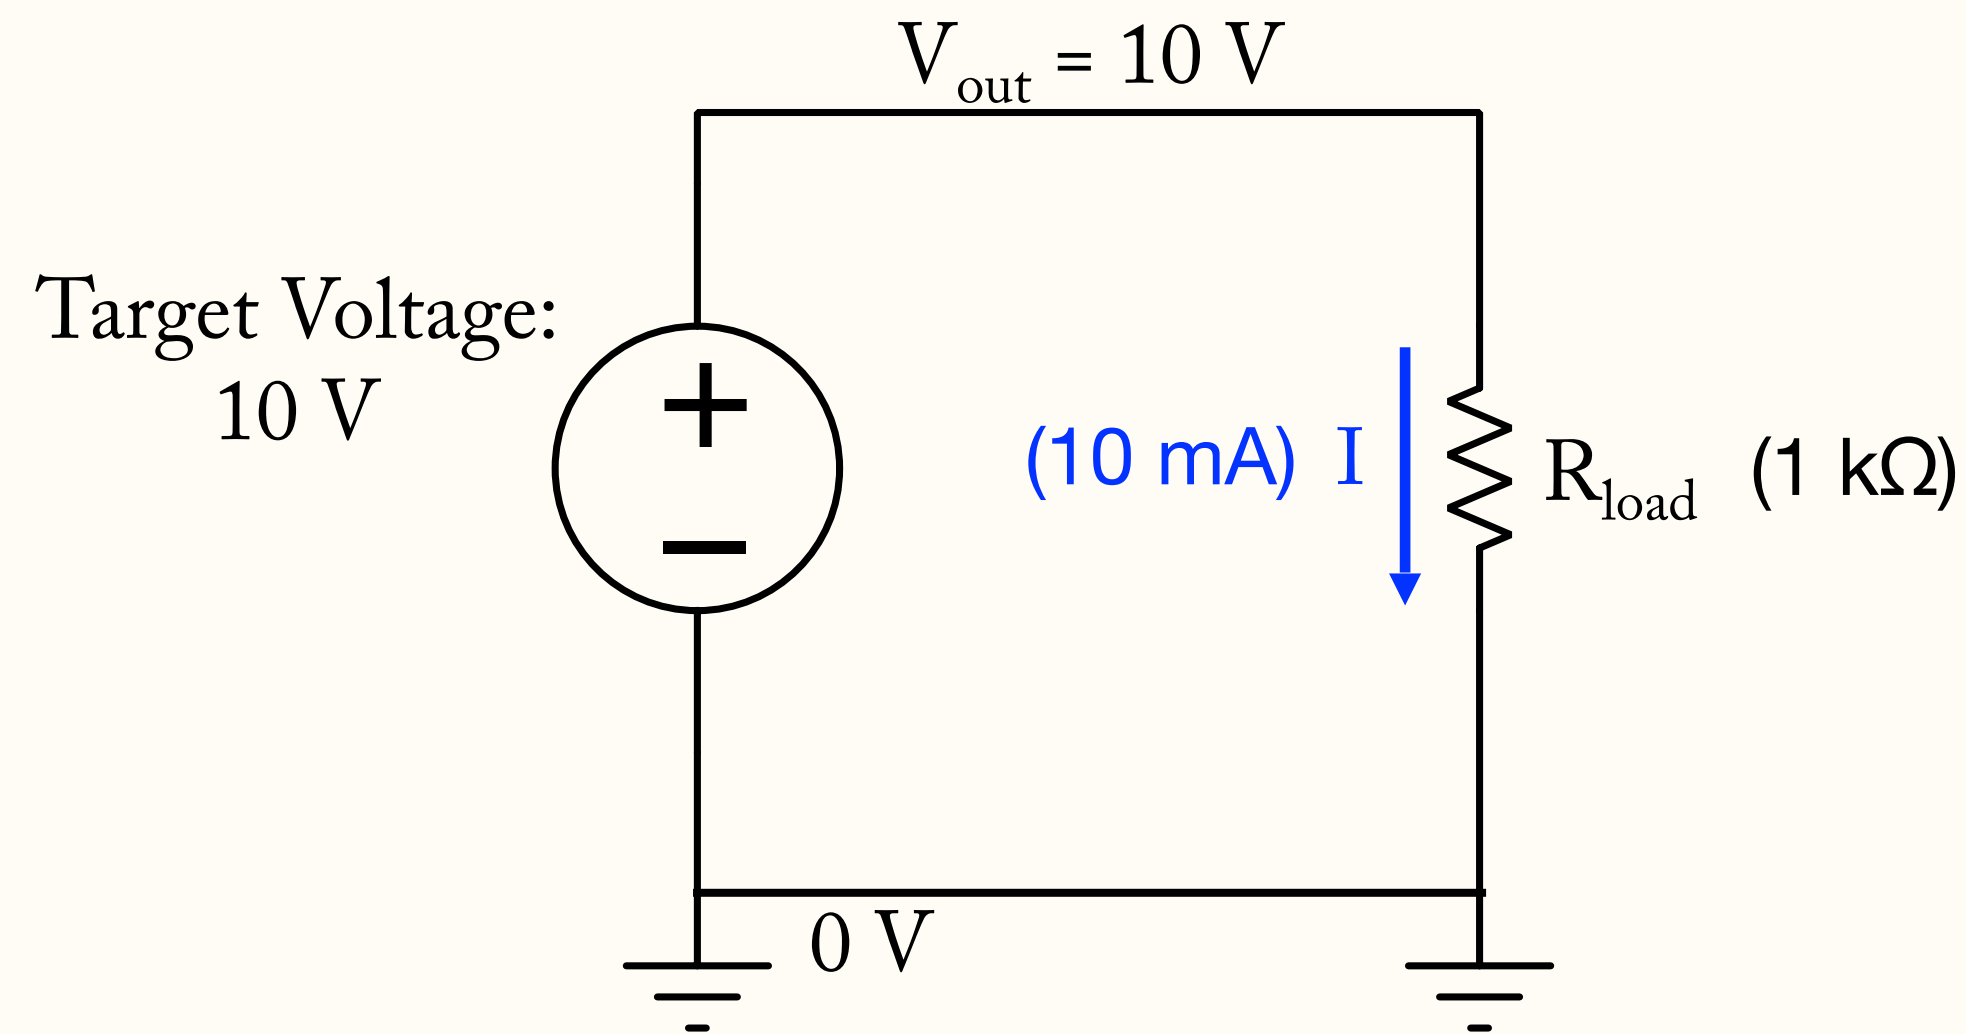 Vout = 10 V
Target Voltage:
10 V
+
(10 mA) I
Rload (1 kΩ)
−
0 V